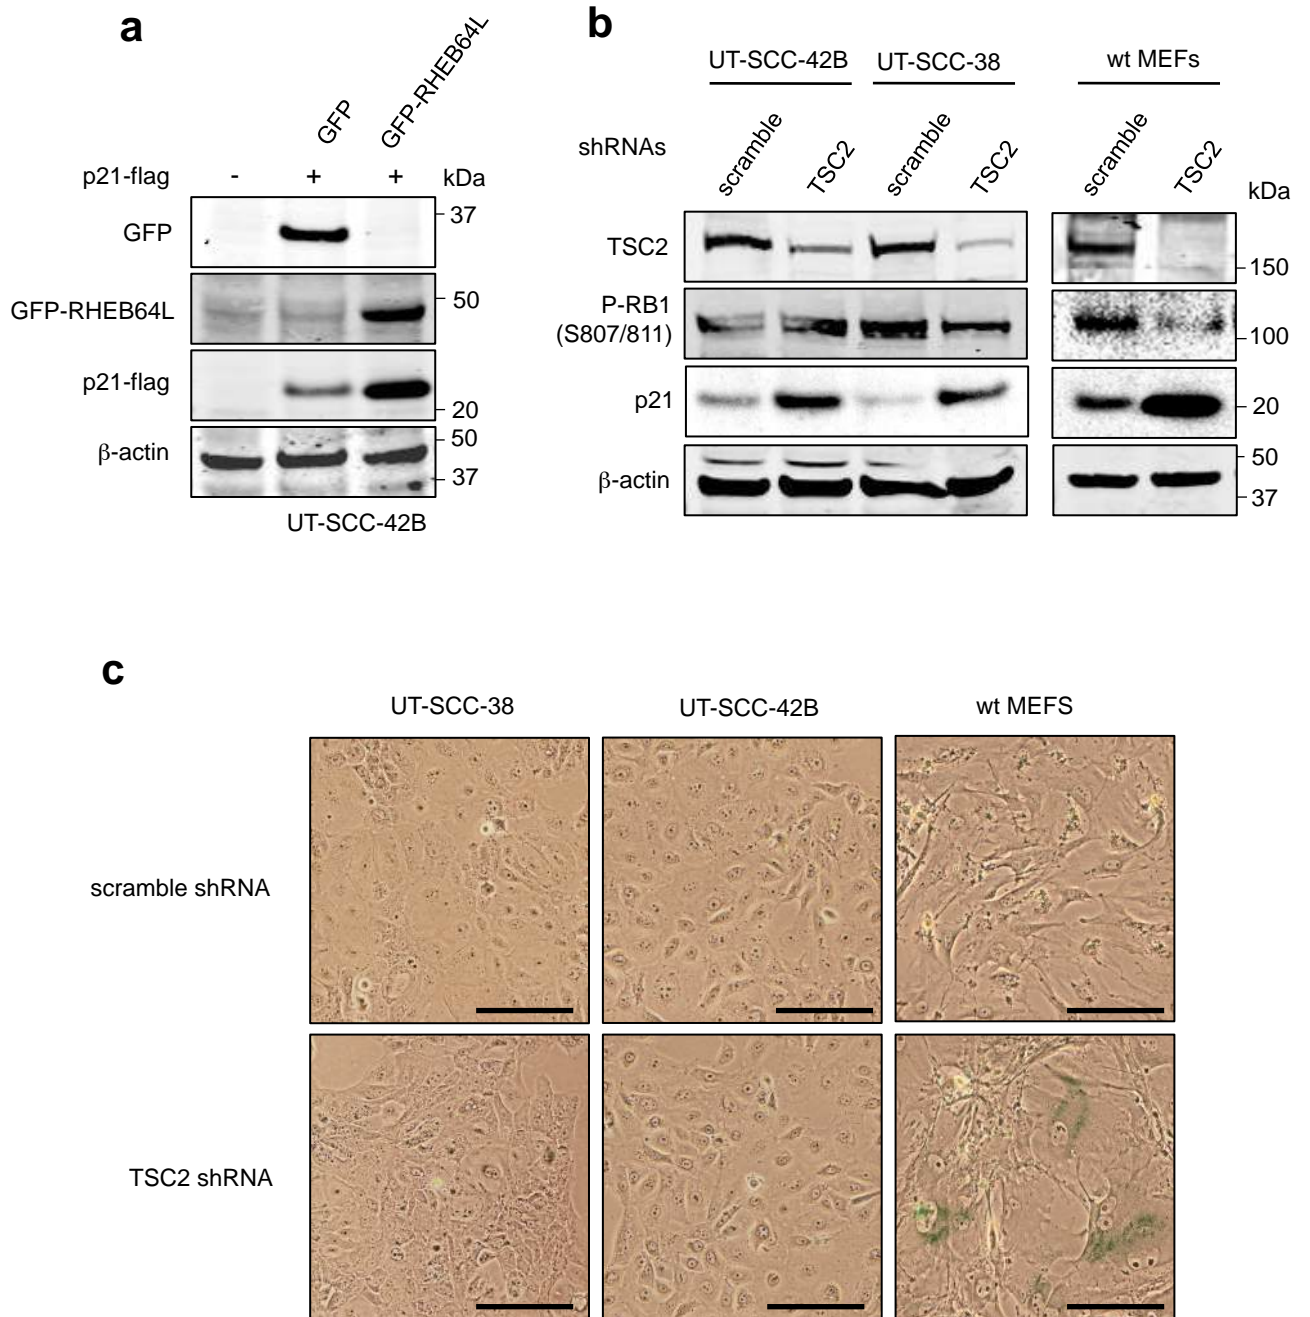 a
GFP
GFP-RHEB64L
p21-flag - + + kDa
GFP
37
GFP-RHEB64L
50
p21-flag
20
β-actin
50
37
UT-SCC-42B
b
UT-SCC-42B UT-SCC-38 wt MEFs
shRNAs
scramble TSC2 scramble TSC2 scramble TSC2
kDa
TSC2
150
P-RB1
(S807/811)
100
p21
20
β-actin
50
37
c
UT-SCC-38 UT-SCC-42B wt MEFS
scramble shRNA
TSC2 shRNA